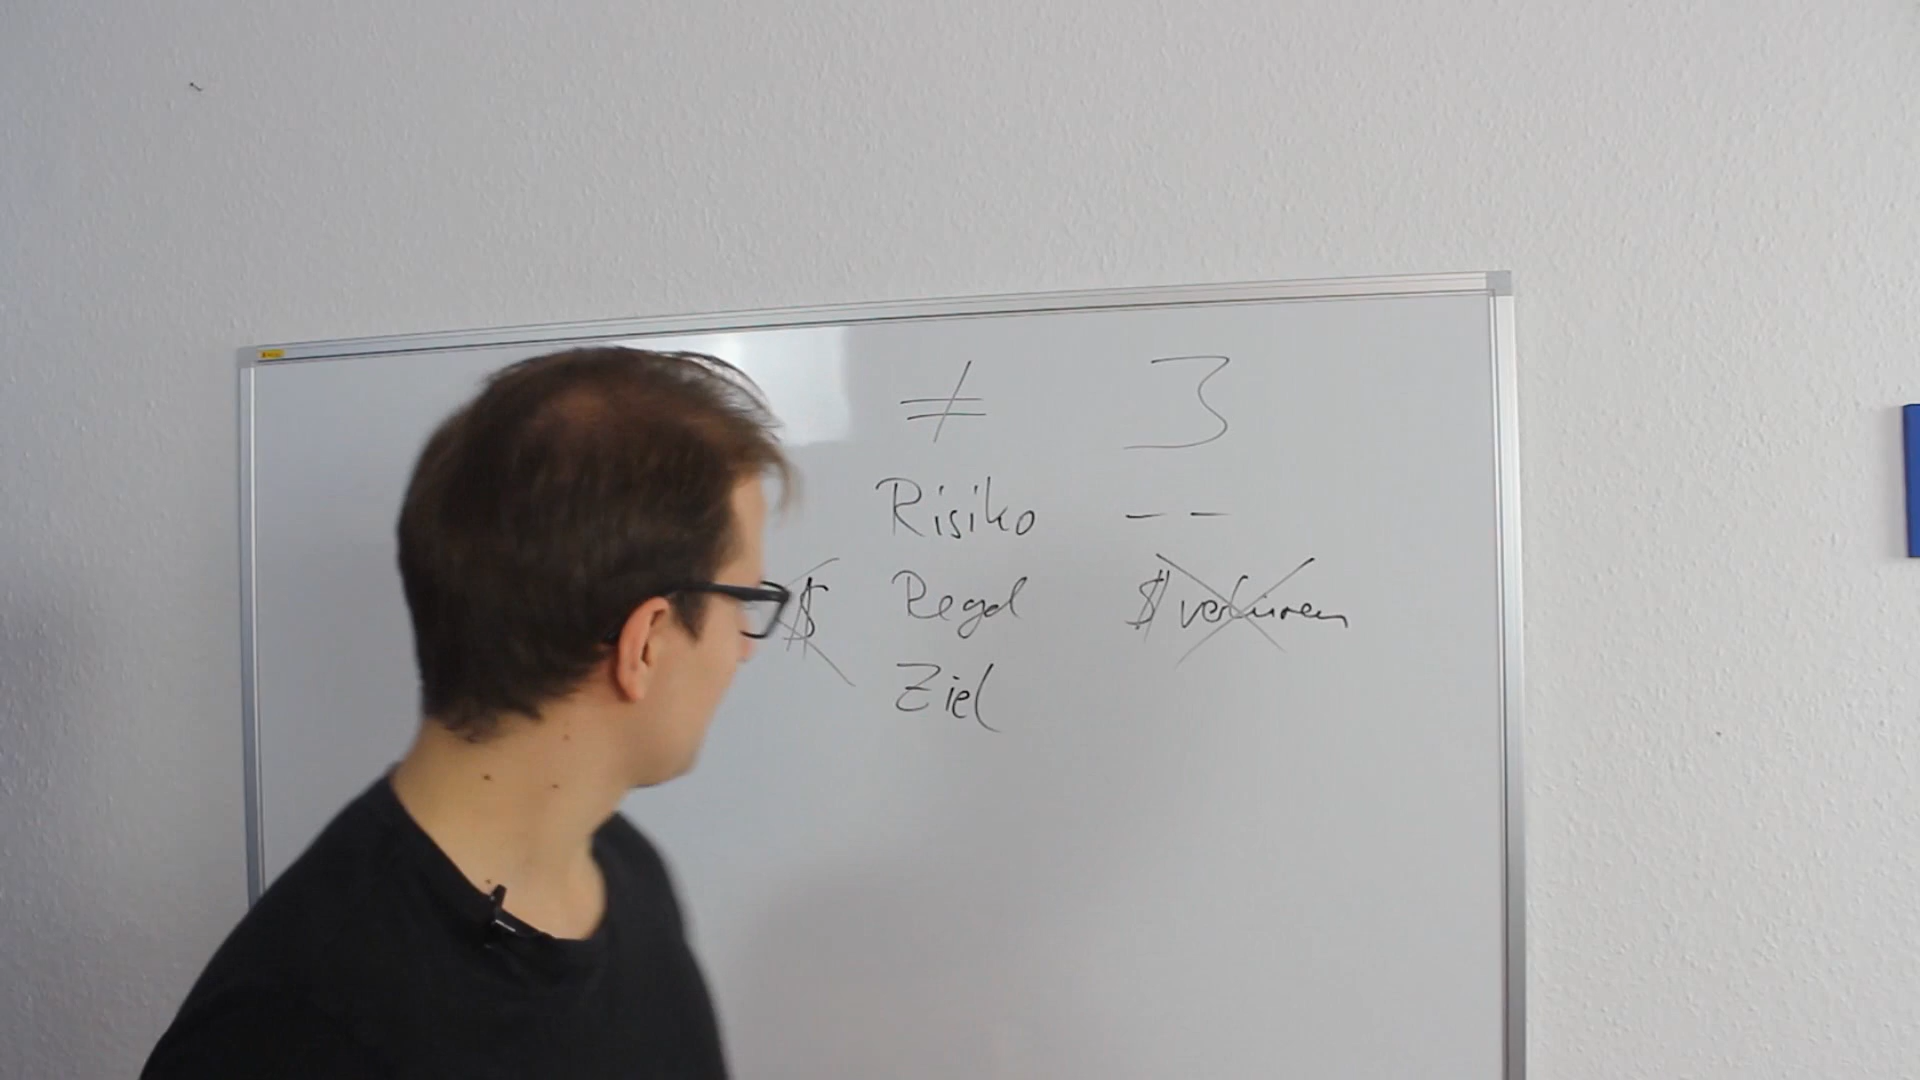 ≠ 3
Risiko --
$ Regel $ verlieren
Ziel